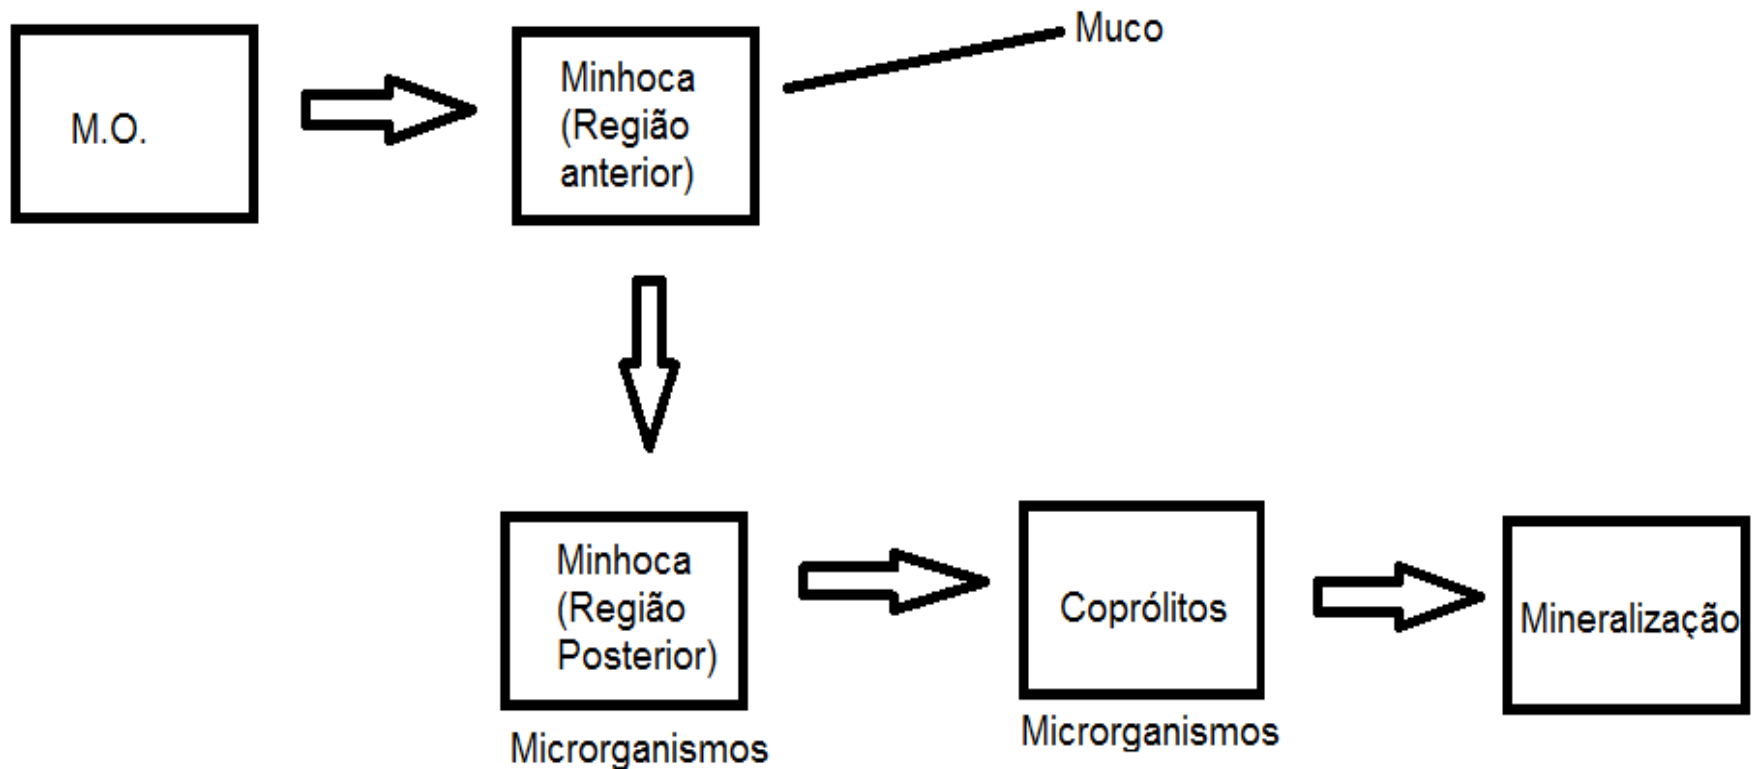 M.O.
Minhoca
(Região
anterior)
Muco
Minhoca
(Região
Posterior)
Microrganismos
Coprólitos
Microrganismos
Mineralização